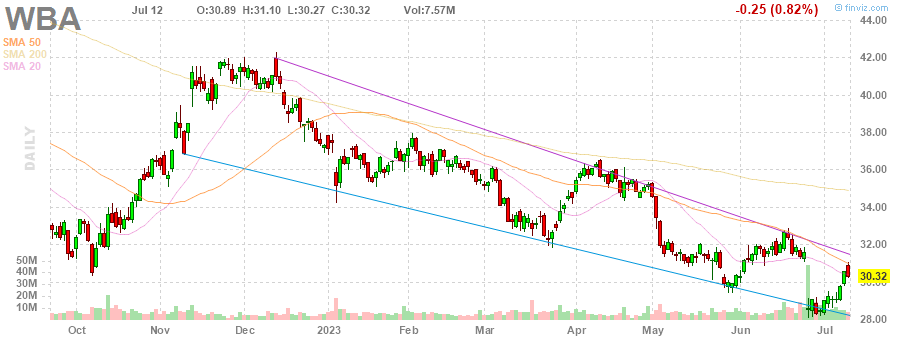 WBA Jul 12 O:30.89 H:31.10 L:30.27 C:30.32 Vol:7.57M -0.25 (0.82%) finviz.com
44.00
SMA 50
SMA 200
SMA 20
42.00
40.00
38.00
DAILY
36.00
34.00
32.00
50M
40M
30.32
30M
30.00
20M
10M
28.00
Oct Nov Dec 2023 Feb Mar Apr May Jun Jul